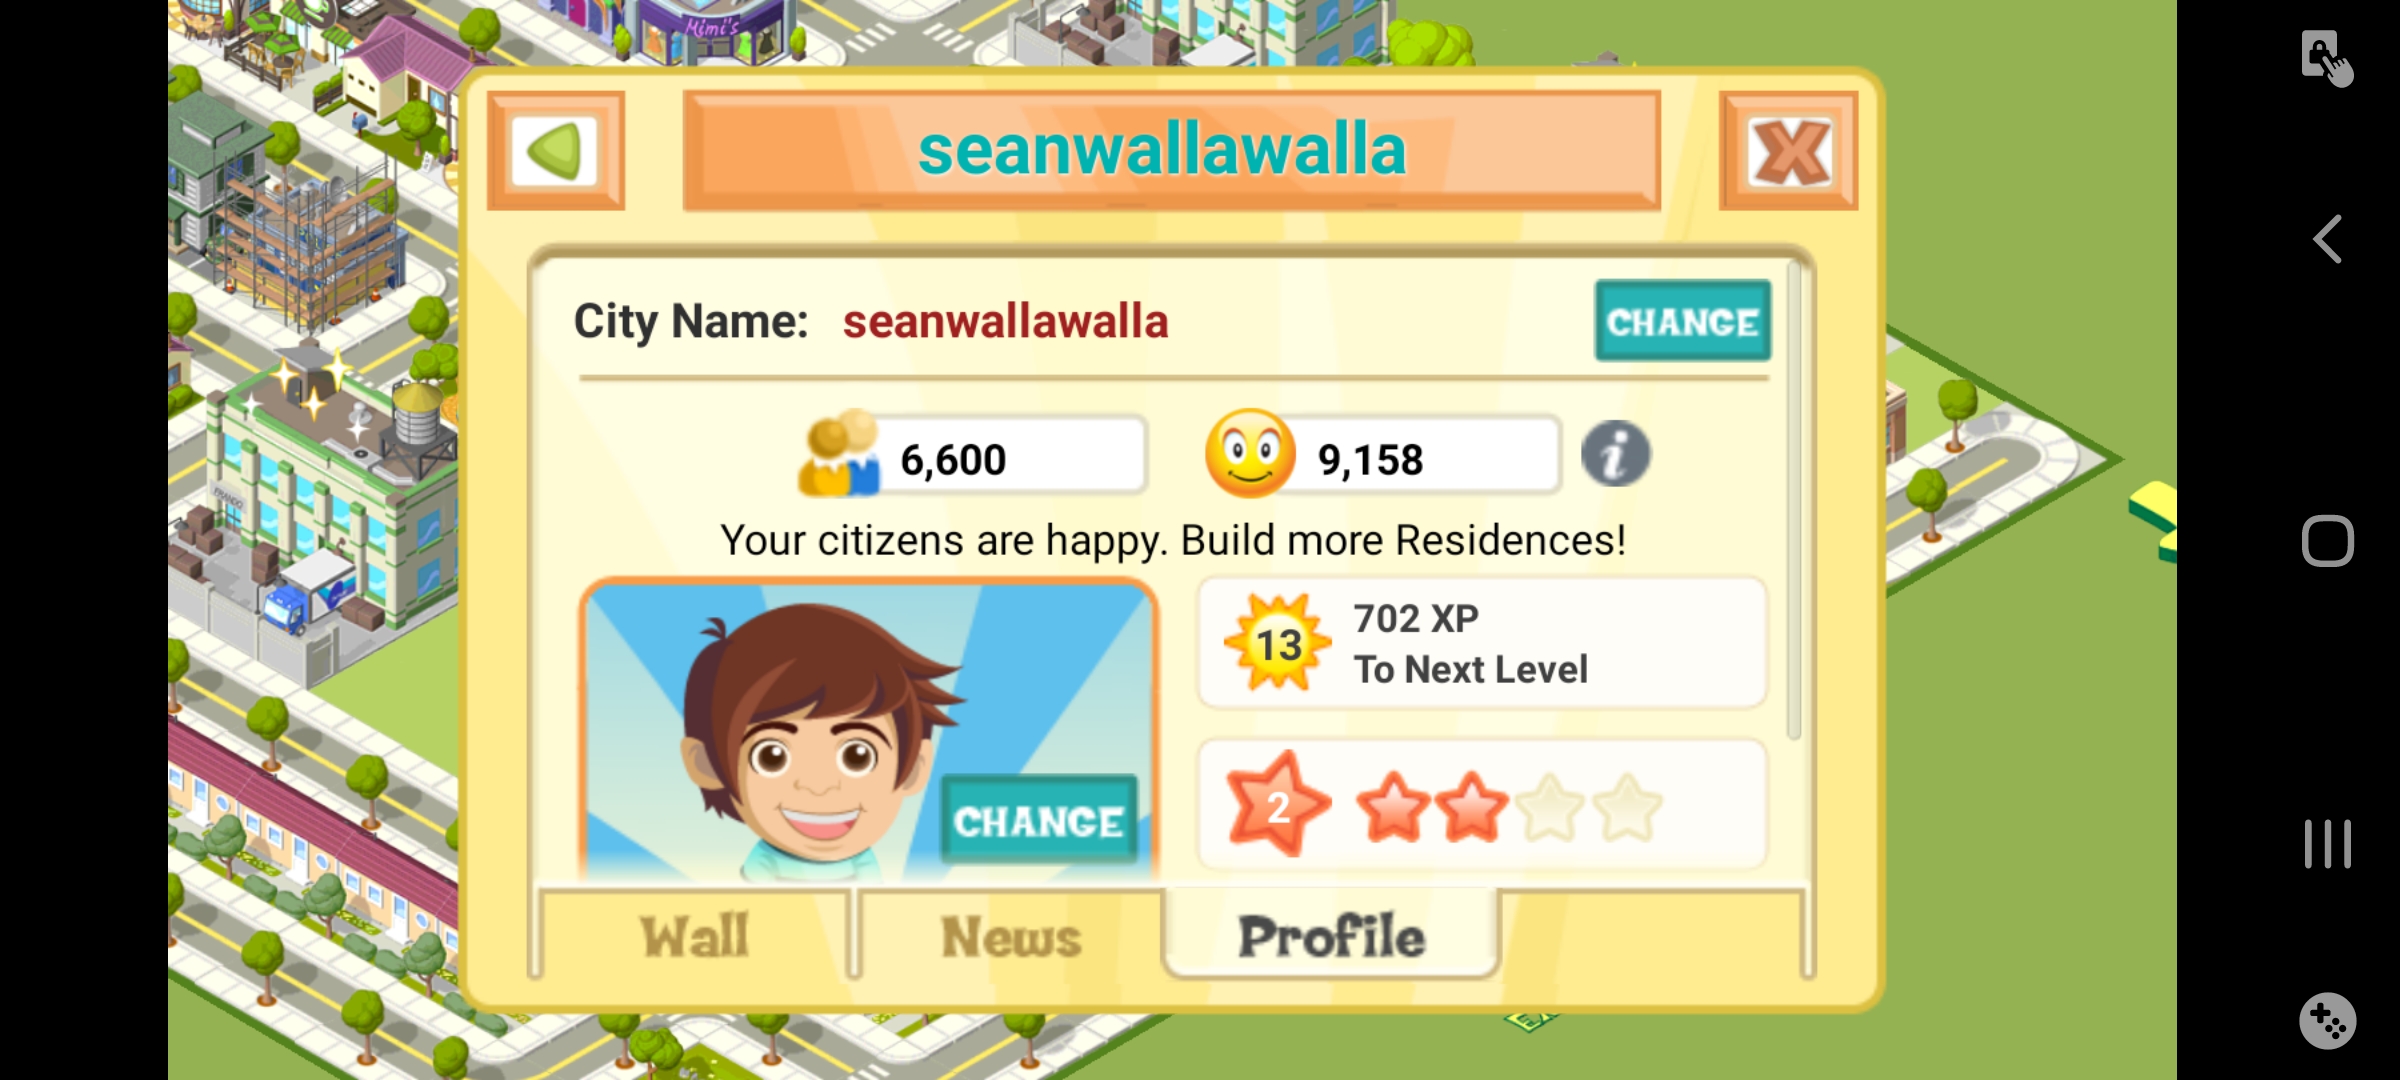 Mimi's
seanwallawalla
City Name: seanwallawalla
CHANGE
6,600
9,158
i
Your citizens are happy. Build more Residences!
13
702 XP
To Next Level
2
CHANGE
Wall
News
Profile